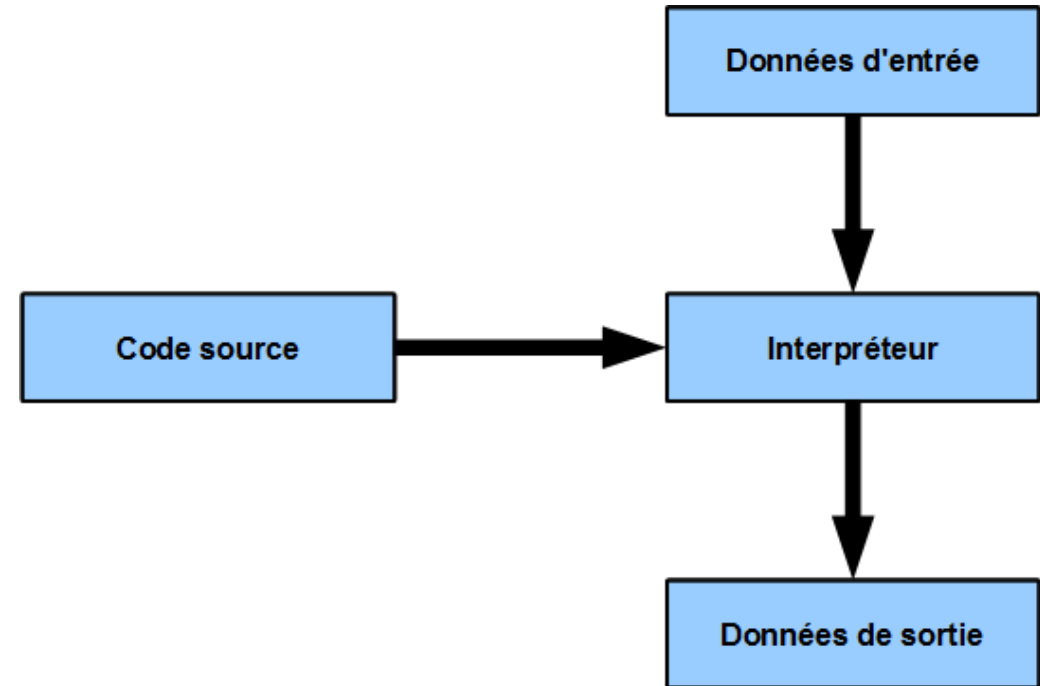 Données d'entrée
Code source
Interpréteur
Données de sortie